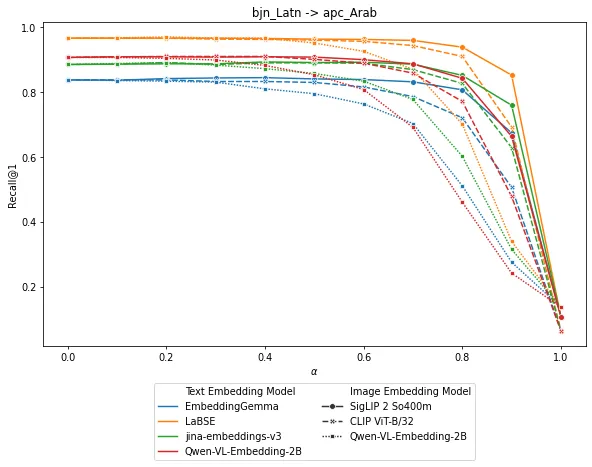 bjn_Latn -> apc_Arab
1.0
0.8
0.6
0.4
0.2
Recall@1
0.0 0.2 0.4 0.6 0.8 1.0
α
Text Embedding Model Image Embedding Model
EmbeddingGemma SigLIP 2 So400m
LaBSE CLIP ViT-B/32
jina-embeddings-v3 Qwen-VL-Embedding-2B
Qwen-VL-Embedding-2B